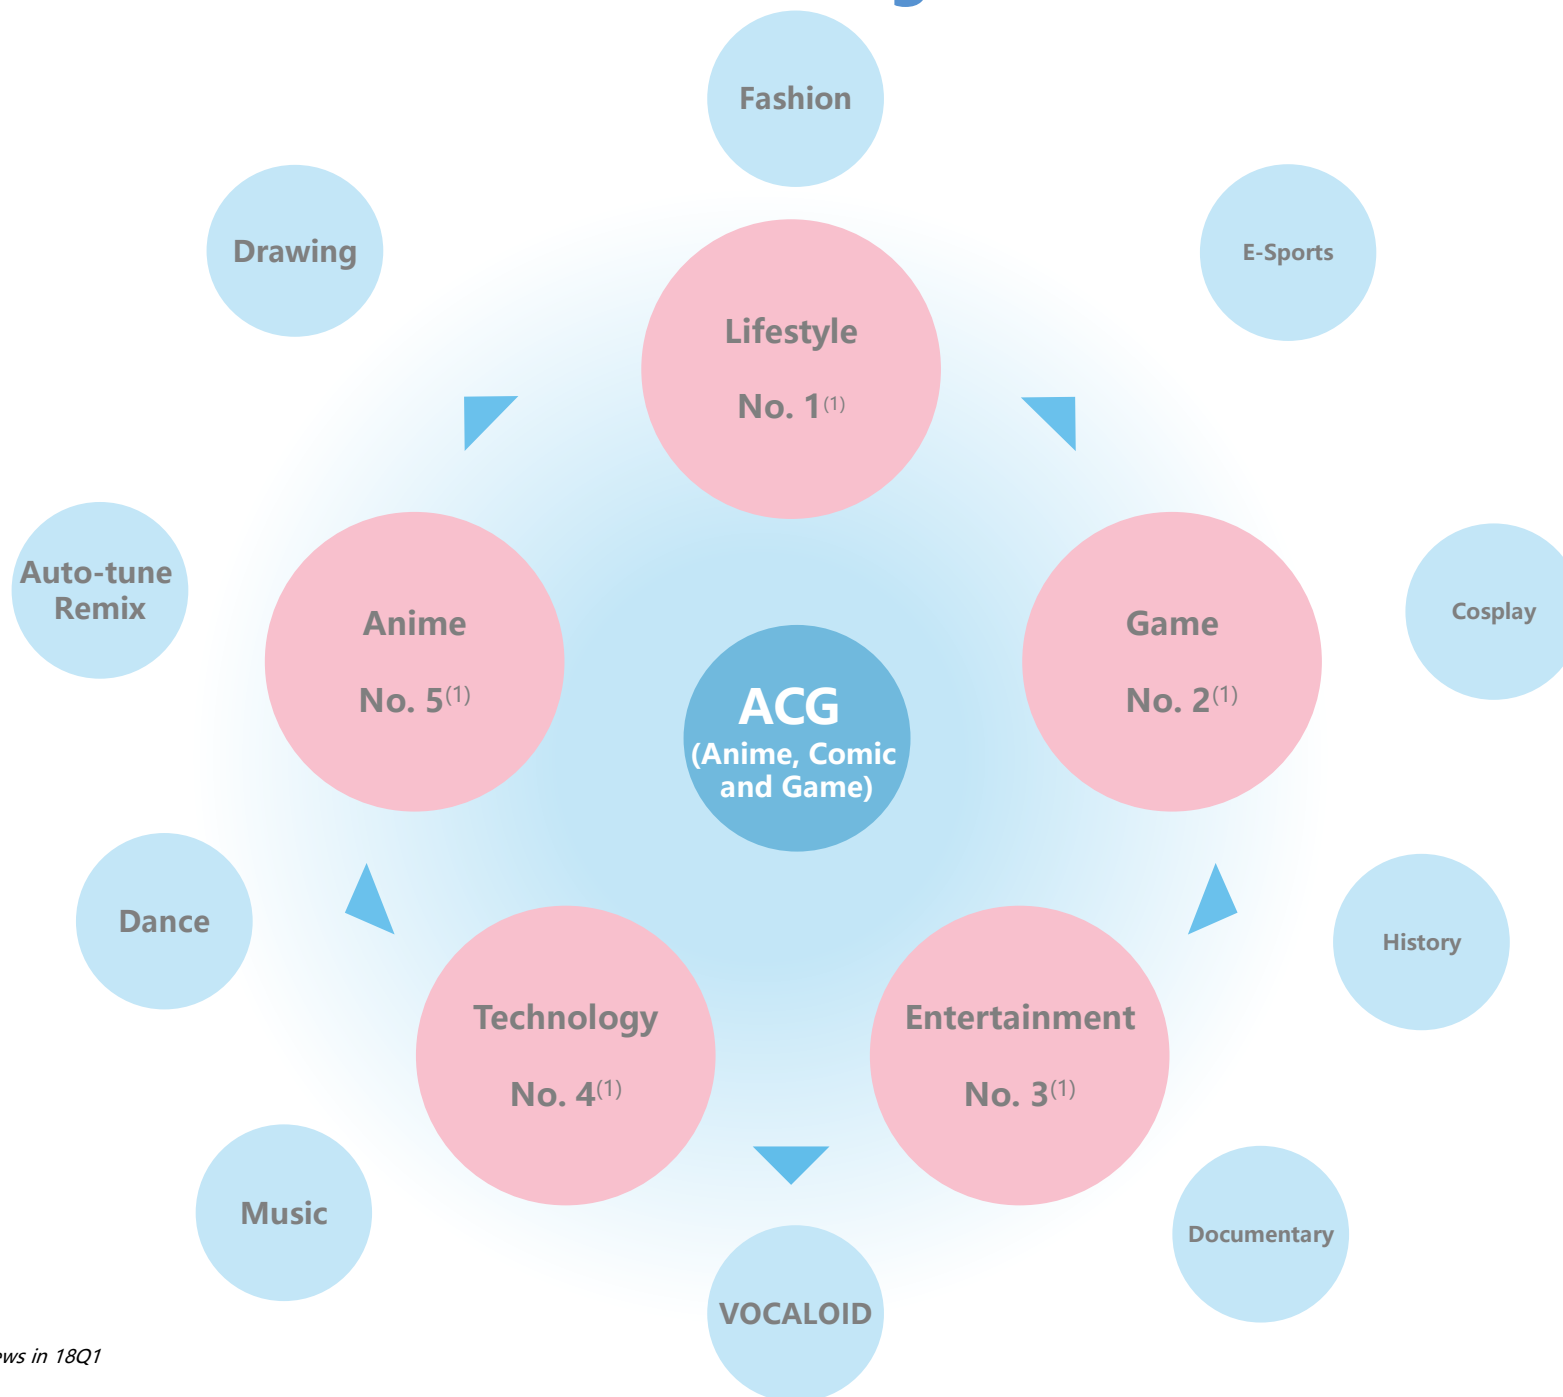 Fashion
Drawing
E-Sports
Lifestyle
No. 1(1)
Auto-tune
Remix
Anime
No. 5(1)
Game
No. 2(1)
Cosplay
ACG
(Anime, Comic
and Game)
Dance
History
Technology
No. 4(1)
Entertainment
No. 3(1)
Music
Documentary
VOCALOID
in 18Q1